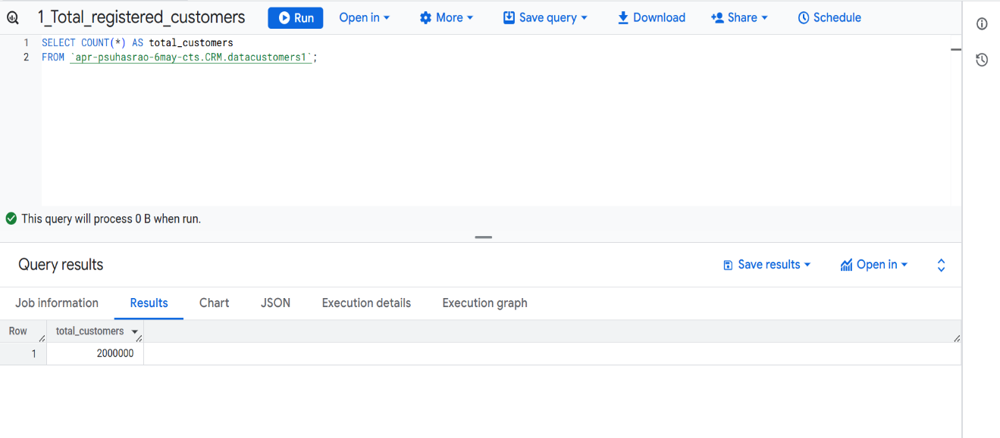 1_Total_registered_customers Run Open in More Save query Download Share Schedule
1 SELECT COUNT(*) AS total_customers
2 FROM `apr-psuhasrao-6may-cts.CRM.datacustomers1`;
This query will process 0 B when run.
Query results Save results Open in
Job information Results Chart JSON Execution details Execution graph
Row total_customers
1 2000000